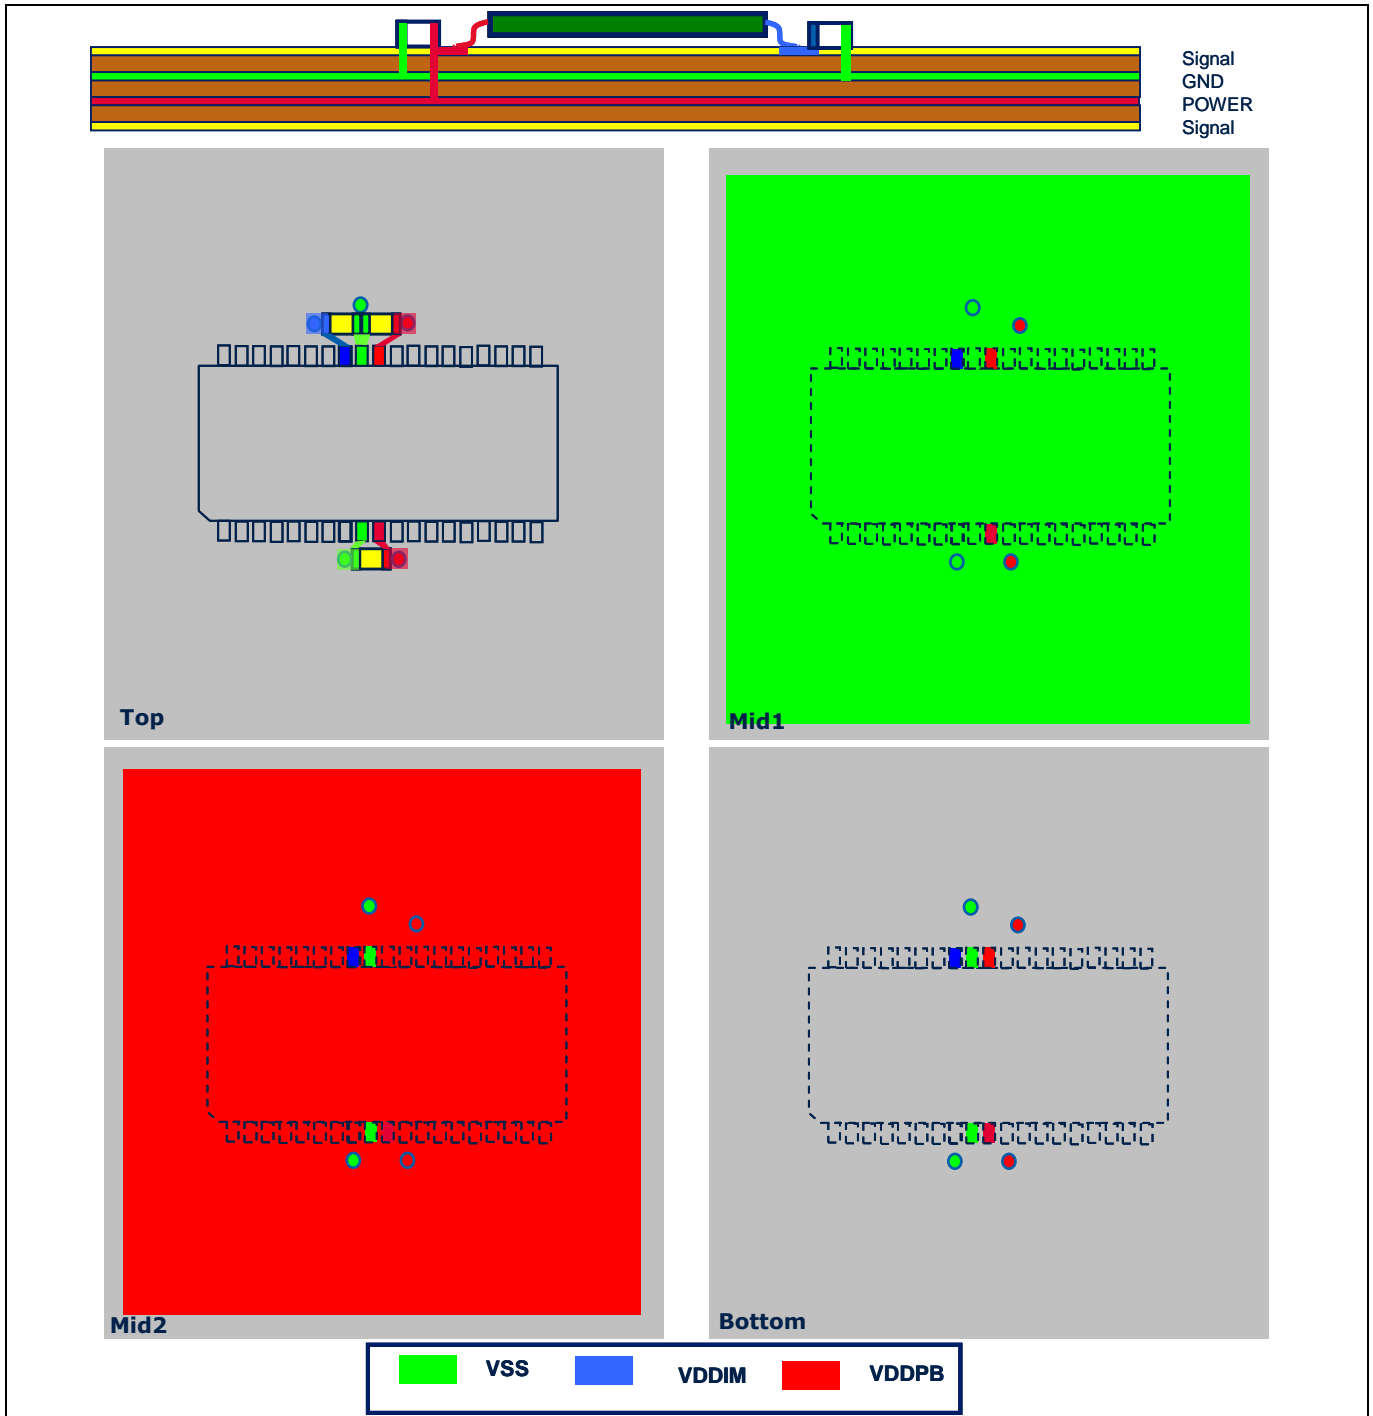 Signal
GND
POWER
Signal
Top
Mid1
Mid2
Bottom
VSS
VDDIM
VDDPB